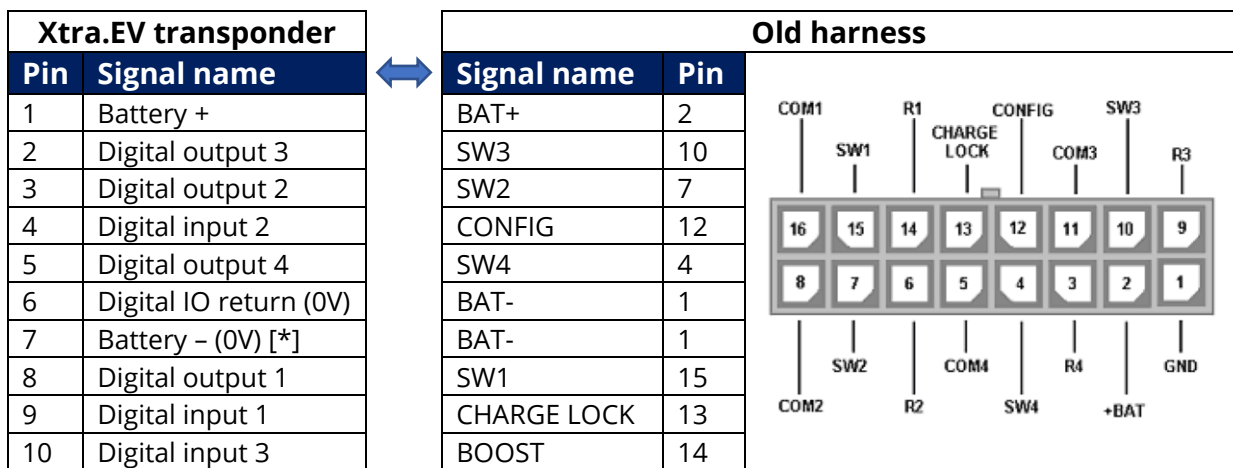 Xtra.EV transponder Old harness
Pin Signal name Signal name Pin
1 Battery + BAT+ 2
2 Digital output 3 SW3 10
3 Digital output 2 SW2 7
4 Digital input 2 CONFIG 12
5 Digital output 4 SW4 4
6 Digital IO return (0V) BAT- 1
7 Battery – (0V) [*] BAT- 1
8 Digital output 1 SW1 15
9 Digital input 1 CHARGE LOCK 13
10 Digital input 3 BOOST 14
COM1 R1 CONFIG SW3
SW1 CHARGE LOCK COM3 R3
16 15 14 13 12 11 10 9
8 7 6 5 4 3 2 1
SW2 COM4 R4 GND
COM2 R2 SW4 +BAT